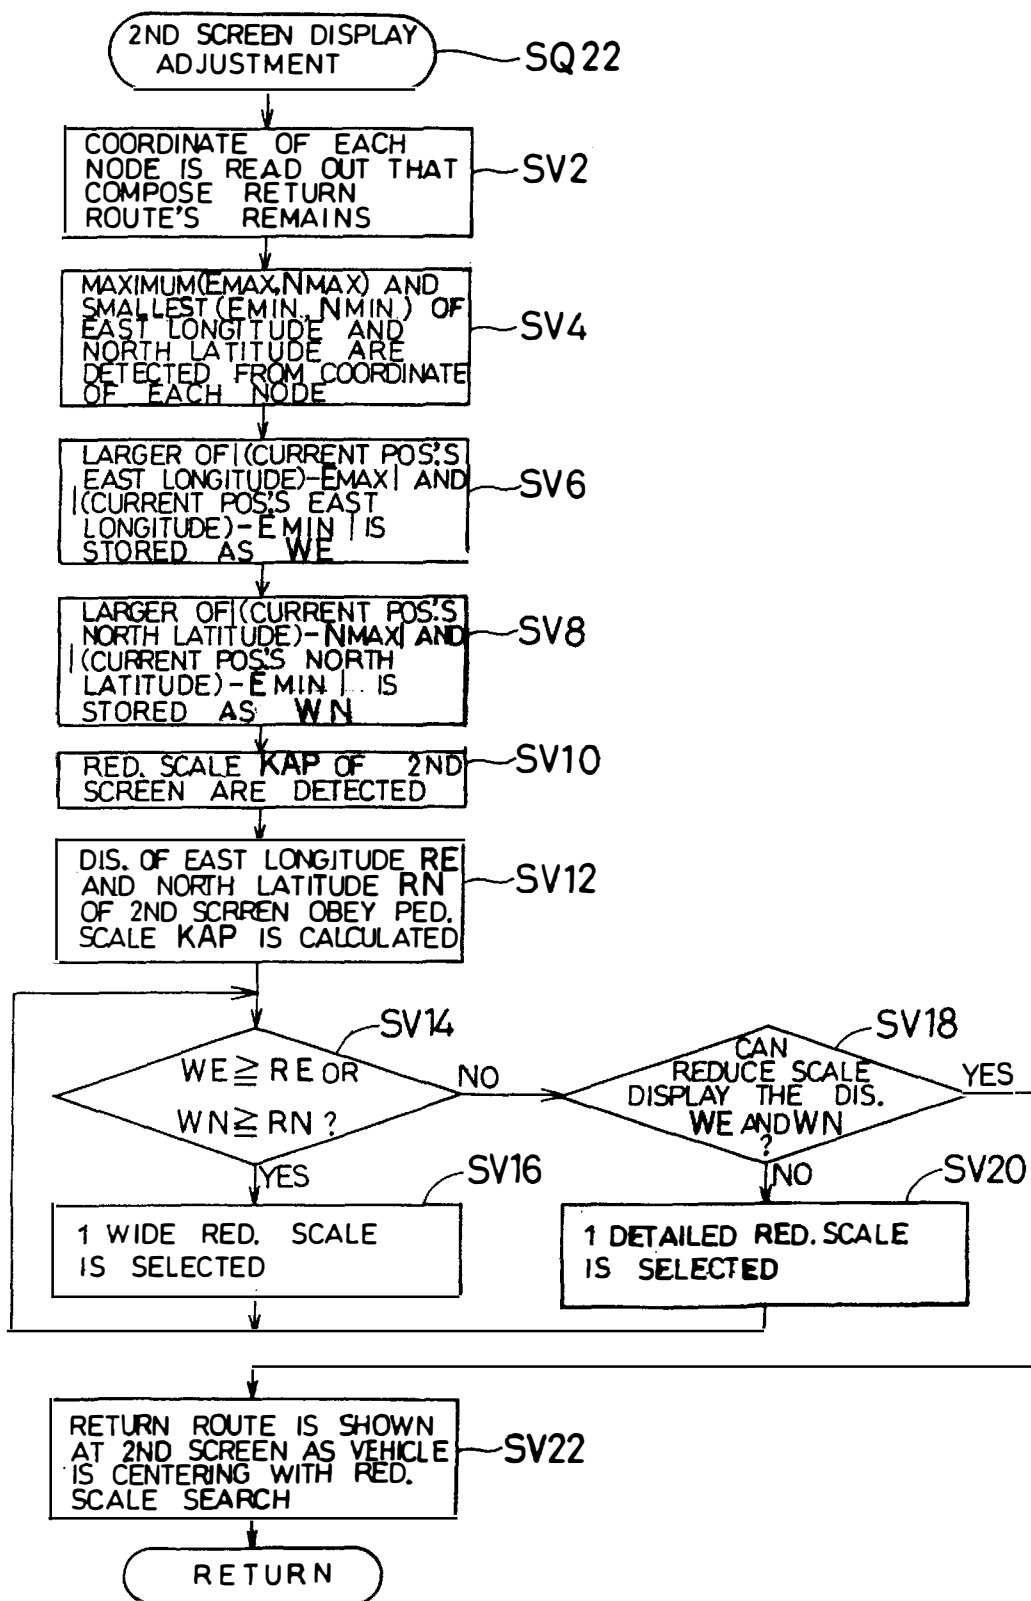 2ND SCREEN DISPLAY
ADJUSTMENT
SQ22
COORDINATE OF EACH
NODE IS READ OUT THAT
COMPOSE RETURN
ROUTE'S REMAINS
SV2
MAXIMUM(EMAX,NMAX) AND
SMALLEST(EMIN., NMIN.) OF
EAST LONGTITUDE AND
NORTH LATITUDE ARE
DETECTED FROM COORDINATE
OF EACH NODE
SV4
LARGER OF|(CURRENT POS.'S
EAST LONGITUDE)-EMAX| AND
|(CURRENT POS.'S EAST
LONGITUDE)-EMIN | IS
STORED AS WE
SV6
LARGER OF|(CURRENT POS.'S
NORTH LATITUDE)-NMAX| AND
|(CURRENT POS.'S NORTH
LATITUDE)-EMIN | IS
STORED AS WN
SV8
RED. SCALE KAP OF 2ND
SCREEN ARE DETECTED
SV10
DIS. OF EAST LONGITUDE RE
AND NORTH LATITUDE RN
OF 2ND SCRREN OBEY PED.
SCALE KAP IS CALCULATED
SV12
WE ≧ RE OR
WN ≧ RN ?
SV14
NO
YES
CAN
REDUCE SCALE
DISPLAY THE DIS.
WE AND WN
?
SV18
YES
NO
1 WIDE RED. SCALE
IS SELECTED
SV16
1 DETAILED RED. SCALE
IS SELECTED
SV20
RETURN ROUTE IS SHOWN
AT 2ND SCREEN AS VEHICLE
IS CENTERING WITH RED.
SCALE SEARCH
SV22
RETURN